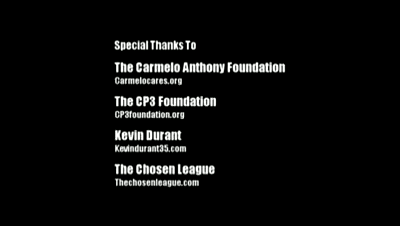 Special Thanks To
The Carmelo Anthony Foundation
Carmelocares.org
The CP3 Foundation
CP3foundation.org
Kevin Durant
Kevindurant35.com
The Chosen League
Thechosenleague.com